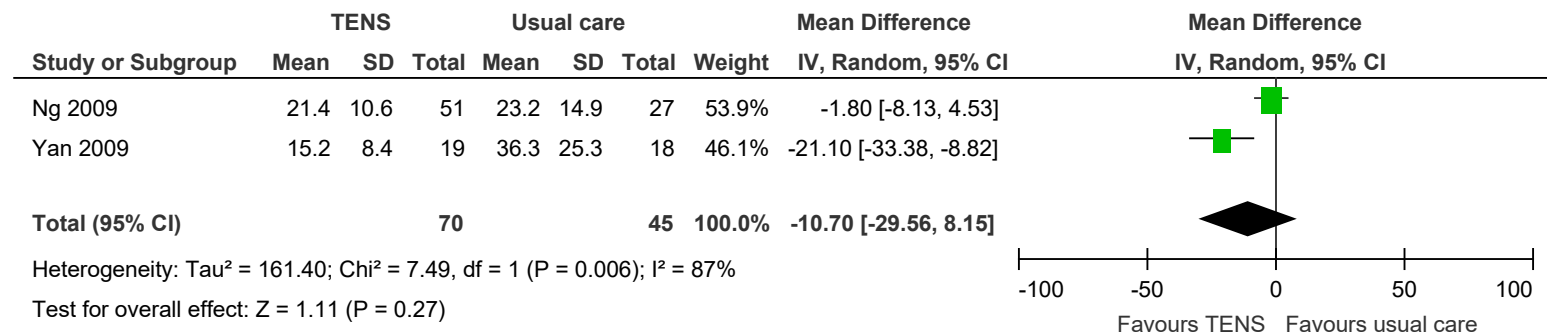 TENS Usual care Mean Difference Mean Difference
Study or Subgroup Mean SD Total Mean SD Total Weight IV, Random, 95% CI IV, Random, 95% CI
Ng 2009 21.4 10.6 51 23.2 14.9 27 53.9% -1.80 [-8.13, 4.53]
Yan 2009 15.2 8.4 19 36.3 25.3 18 46.1% -21.10 [-33.38, -8.82]
Total (95% CI) 70 45 100.0% -10.70 [-29.56, 8.15]
Heterogeneity: Tau² = 161.40; Chi² = 7.49, df = 1 (P = 0.006); I² = 87%
Test for overall effect: Z = 1.11 (P = 0.27)
-100 -50 0 50 100
Favours TENS Favours usual care